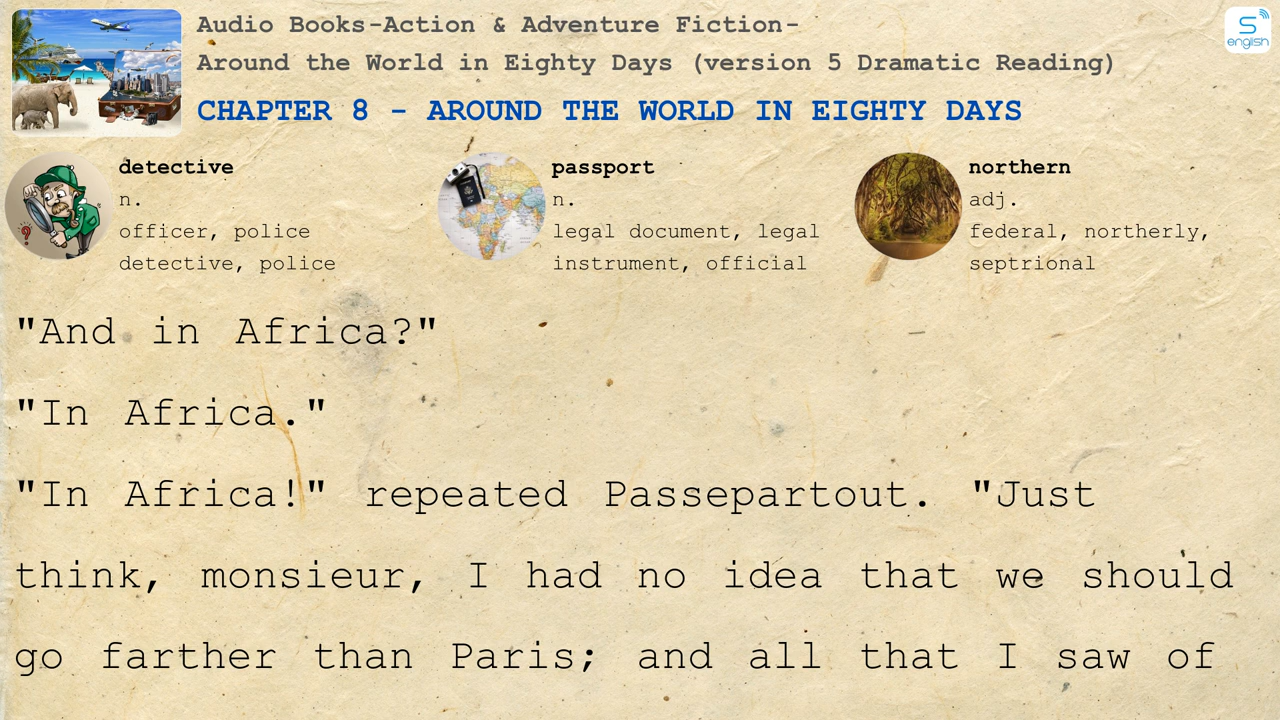 Audio Books-Action & Adventure Fiction-
Around the World in Eighty Days (version 5 Dramatic Reading)
CHAPTER 8 - AROUND THE WORLD IN EIGHTY DAYS
S
english
detective
n.
officer, police
detective, police
passport
n.
legal document, legal
instrument, official
northern
adj.
federal, northerly,
septrional
"And in Africa?"
"In Africa."
"In Africa!" repeated Passepartout. "Just
think, monsieur, I had no idea that we should
go farther than Paris; and all that I saw of